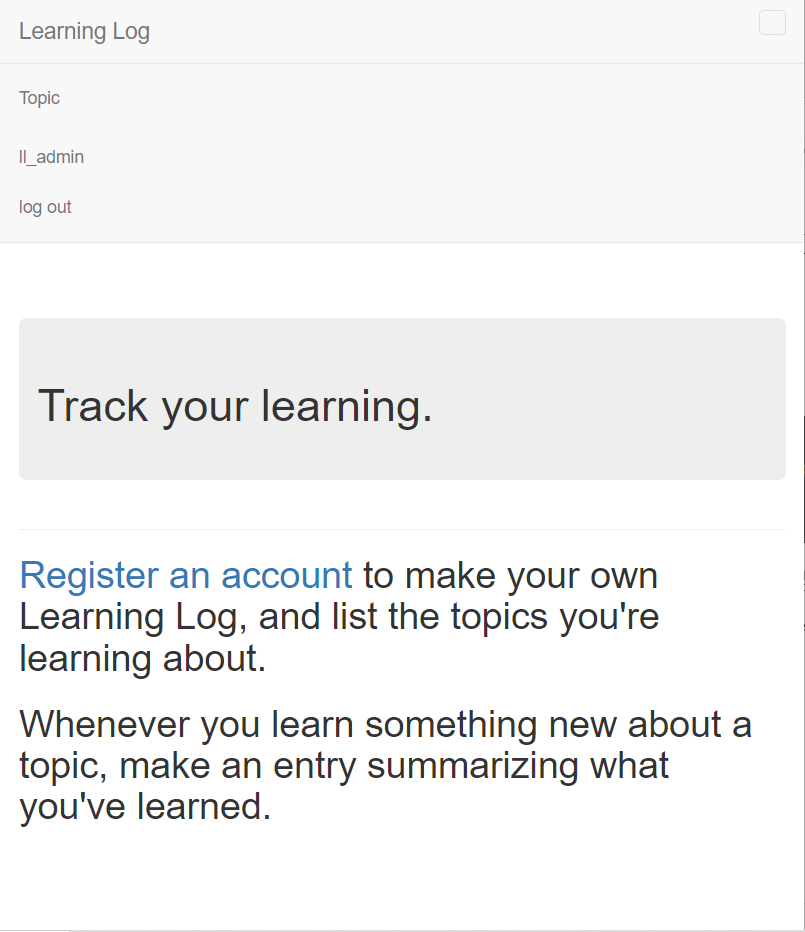 Learning Log
Topic
ll_admin
log out
Track your learning.
Register an account to make your own
Learning Log, and list the topics you're
learning about.
Whenever you learn something new about a
topic, make an entry summarizing what
you've learned.